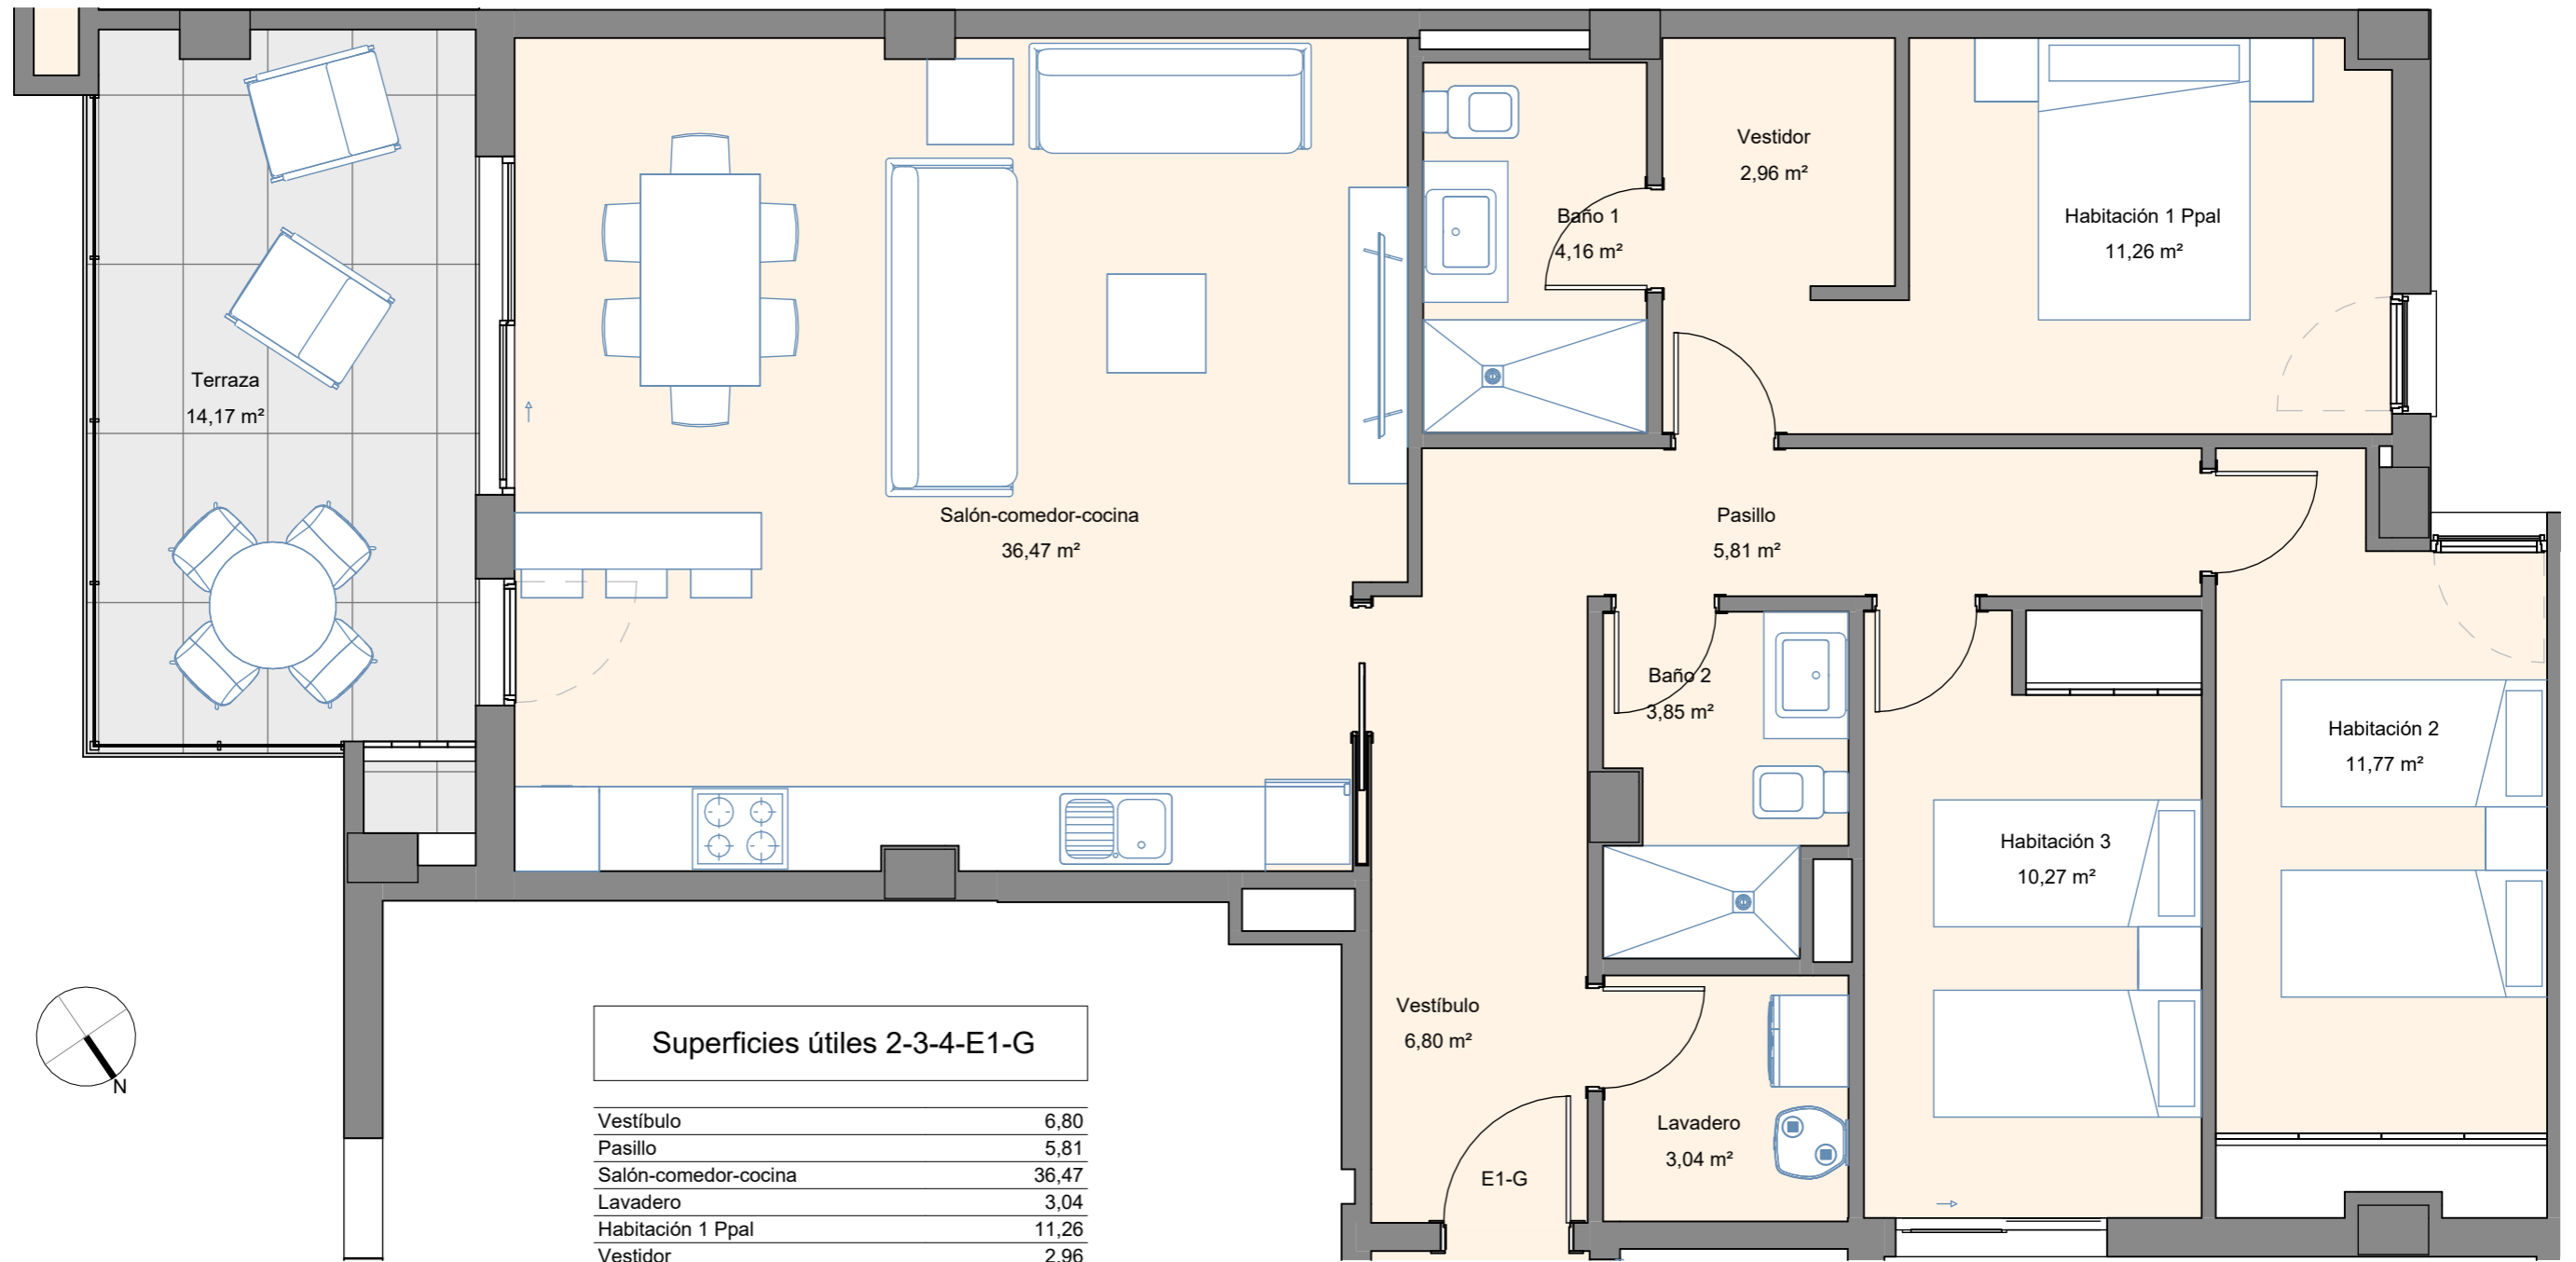 Vestidor
2,96 m²
Baño 1
4,16 m²
Habitación 1 Ppal
11,26 m²
Terraza
14,17 m²
Salón-comedor-cocina
36,47 m²
Pasillo
5,81 m²
Baño 2
3,85 m²
Habitación 2
11,77 m²
Habitación 3
10,27 m²
Vestíbulo
6,80 m²
Lavadero
3,04 m²
E1-G
N
Superficies útiles 2-3-4-E1-G
Vestíbulo 6,80
Pasillo 5,81
Salón-comedor-cocina 36,47
Lavadero 3,04
Habitación 1 Ppal 11,26
Vestidor 2,96